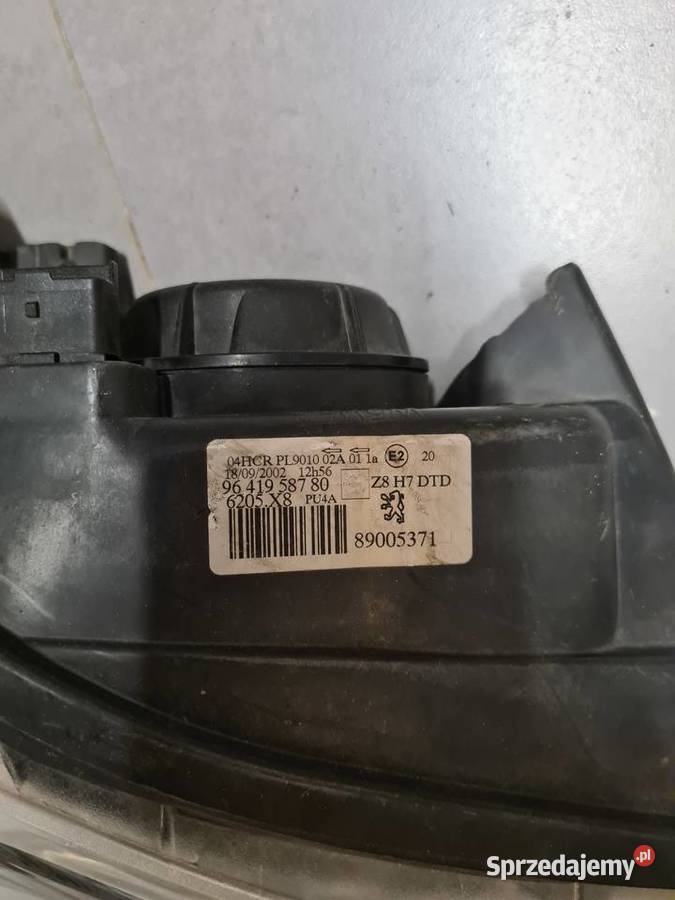 04HCR PL9010 02A 01 1a E2 20
18/09/2002 12h56
96 419 587 80 Z8 H7 DTD
6205.X8 PU4A
89005371
Sprzedajemy.pl